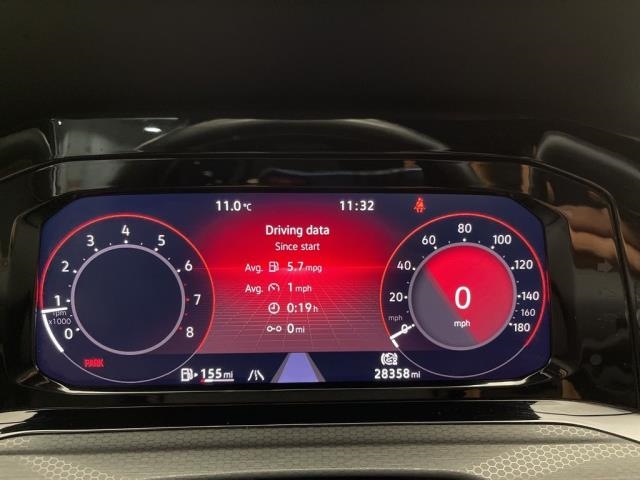 11.0 °C 11:32
Driving data
Since start
Avg. 5.7 mpg
Avg. 1 mph
0:19 h
0 mi
0 1 2 3 4 5 6 7 8
rpm
x1000
PARK
0 20 40 60 80 100 120 140 160 180
mph
0
mph
155 mi
28358 mi